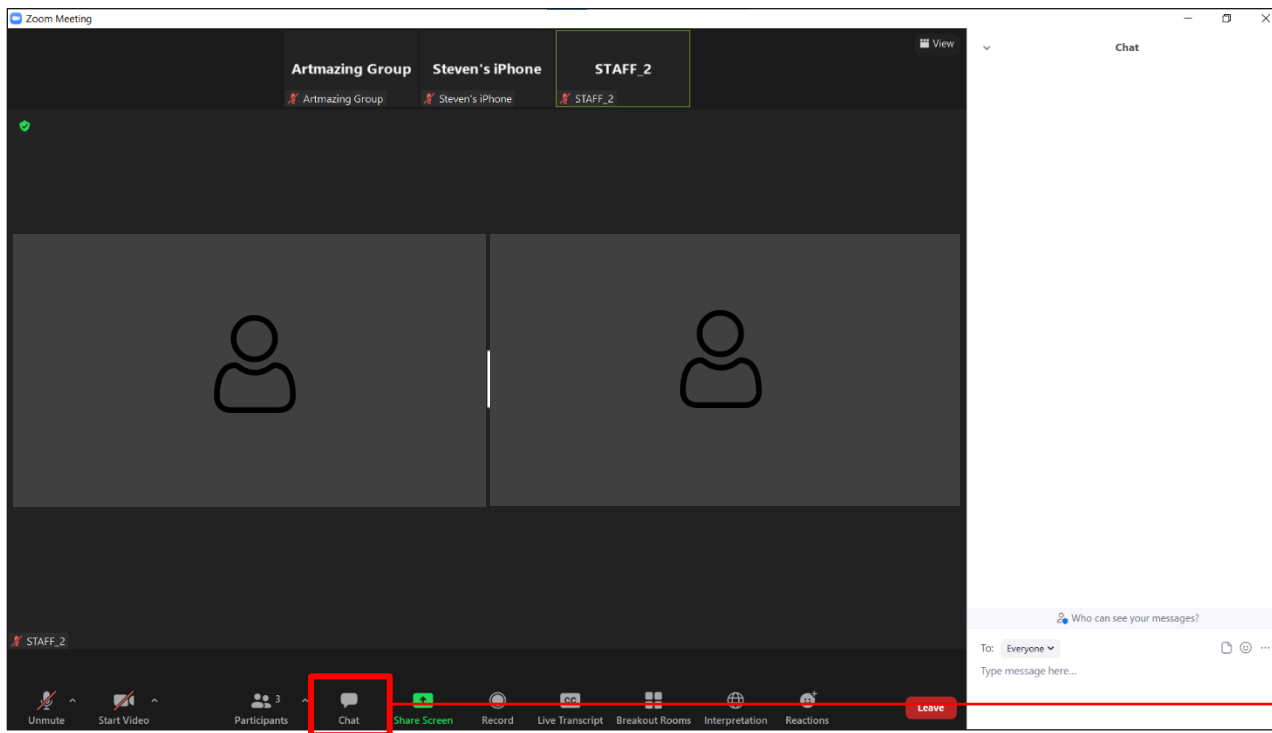 Zoom Meeting
Artmazing Group
Steven's iPhone
STAFF_2
View
Artmazing Group
Steven's iPhone
STAFF_2
Chat
STAFF_2
Who can see your messages?
To: Everyone
Type message here...
Unmute
Start Video
3
Participants
Chat
Share Screen
Record
CC
Live Transcript
Breakout Rooms
Interpretation
Reactions
Leave